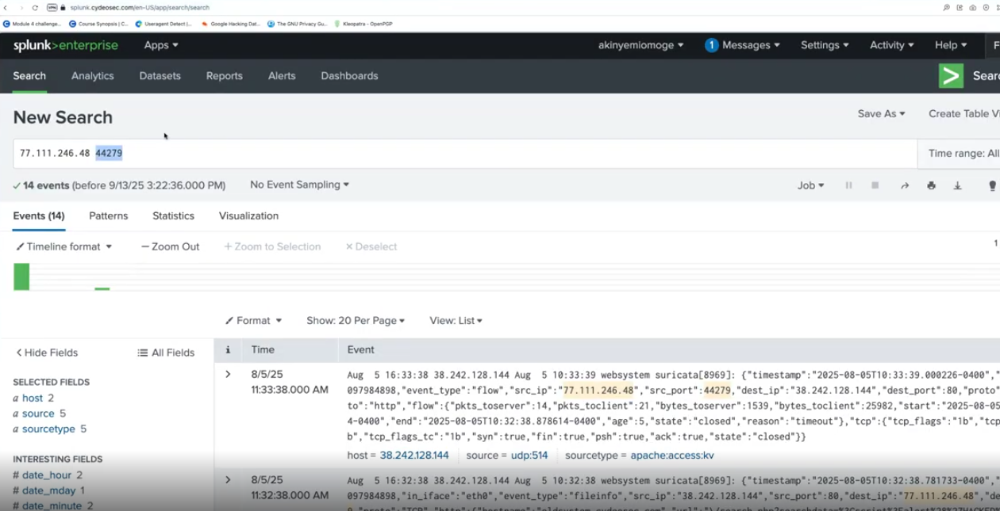 splunk.cydeosec.com/en-US/app/search/search
Module 4 challenge... Course Synopsis | C... Useragent Detect |... Google Hacking Dat... The GNU Privacy Gu... Kleopatra - OpenPGP
splunk>enterprise Apps akinyemiomoge 1 Messages Settings Activity Help F
Search Analytics Datasets Reports Alerts Dashboards > Sear
New Search Save As Create Table Vi
77.111.246.48 44279 Time range: All
14 events (before 9/13/25 3:22:36.000 PM) No Event Sampling Job
Events (14) Patterns Statistics Visualization
Timeline format — Zoom Out + Zoom to Selection × Deselect 1
Format Show: 20 Per Page View: List
< Hide Fields All Fields i Time Event
SELECTED FIELDS
a host 2
a source 5
a sourcetype 5
INTERESTING FIELDS
# date_hour 2
# date_mday 1
# date_minute 2
> 8/5/25
11:33:38.000 AM
Aug 5 16:33:38 38.242.128.144 Aug 5 10:33:39 websystem suricata[8969]: {"timestamp":"2025-08-05T10:33:39.000226-0400","
097984898,"event_type":"flow","src_ip":"77.111.246.48","src_port":44279,"dest_ip":"38.242.128.144","dest_port":80,"proto"
to":"http","flow":{"pkts_toserver":14,"pkts_toclient":21,"bytes_toserver":1539,"bytes_toclient":25982,"start":"2025-08-05
4-0400","end":"2025-08-05T10:32:38.878614-0400","age":5,"state":"closed","reason":"timeout"},"tcp":{"tcp_flags":"1b","tcp
b","tcp_flags_tc":"1b","syn":true,"fin":true,"psh":true,"ack":true,"state":"closed"}}
host = 38.242.128.144 source = udp:514 sourcetype = apache:access:kv
> 8/5/25
11:32:38.000 AM
Aug 5 16:32:38 38.242.128.144 Aug 5 10:32:38 websystem suricata[8969]: {"timestamp":"2025-08-05T10:32:38.781733-0400","
097984898,"in_iface":"eth0","event_type":"fileinfo","src_ip":"38.242.128.144","src_port":80,"dest_ip":"77.111.246.48","de